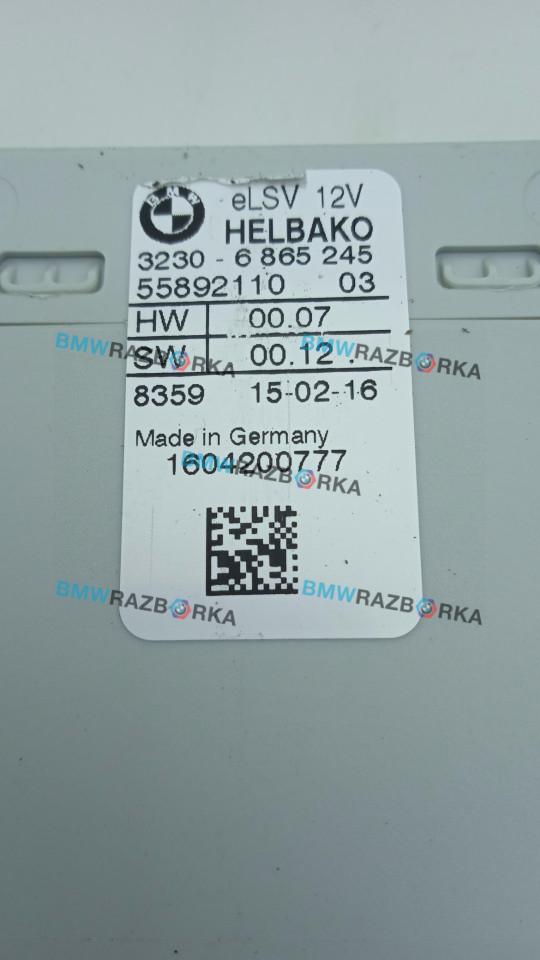 BMW eLSV 12V
HELBAKO
3230 - 6 865 245
55892110 03
HW 00.07
BMWRAZBORKA BMWRAZBORKA
SW 00.12 .
8359 15-02-16
Made in Germany
1604200777
BMWRAZBORKA
BMWRAZBORKA BMWRAZBORKA